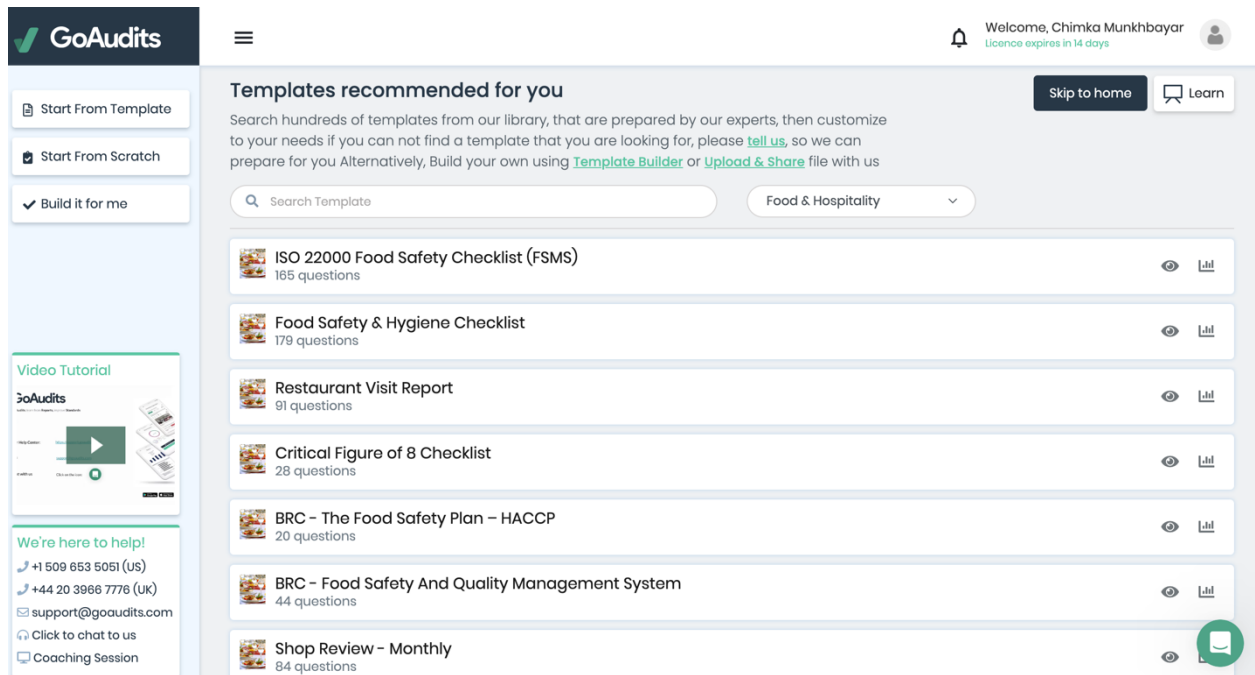 GoAudits
Welcome, Chimka Munkhbayar
Licence expires in 14 days
Start From Template
Start From Scratch
Build it for me
Templates recommended for you
Skip to home
Learn
Search hundreds of templates from our library, that are prepared by our experts, then customize
to your needs if you can not find a template that you are looking for, please tell us, so we can
prepare for you Alternatively, Build your own using Template Builder or Upload & Share file with us
Search Template
Food & Hospitality
ISO 22000 Food Safety Checklist (FSMS)
165 questions
Food Safety & Hygiene Checklist
179 questions
Restaurant Visit Report
91 questions
Critical Figure of 8 Checklist
28 questions
BRC - The Food Safety Plan – HACCP
20 questions
BRC - Food Safety And Quality Management System
44 questions
Shop Review - Monthly
84 questions
Video Tutorial
GoAudits
We're here to help!
+1 509 653 5051 (US)
+44 20 3966 7776 (UK)
support@goaudits.com
Click to chat to us
Coaching Session